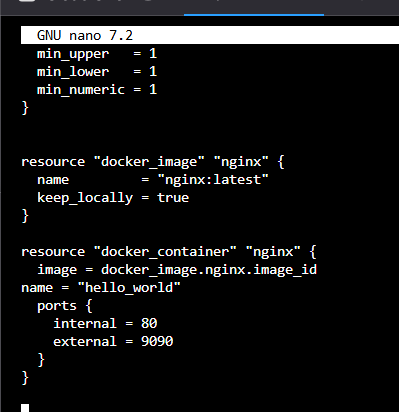 GNU nano 7.2
  min_upper   = 1
  min_lower   = 1
  min_numeric = 1
}
resource "docker_image" "nginx" {
  name         = "nginx:latest"
  keep_locally = true
}
resource "docker_container" "nginx" {
  image = docker_image.nginx.image_id
name = "hello_world"
  ports {
    internal = 80
    external = 9090
  }
}